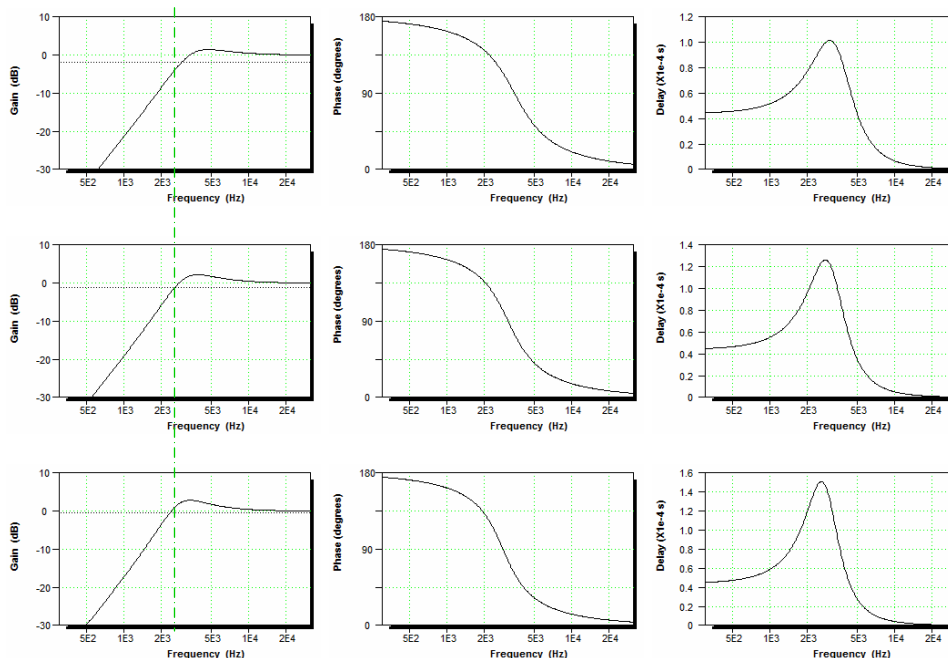 Gain (dB)
10
0
-10
-20
-30
5E2 1E3 2E3 5E3 1E4 2E4
Frequency (Hz)
Phase (degrees)
180
90
0
5E2 1E3 2E3 5E3 1E4 2E4
Frequency (Hz)
Delay (X1e-4 s)
1.2
1.0
0.8
0.6
0.4
0.2
0
5E2 1E3 2E3 5E3 1E4 2E4
Frequency (Hz)
Gain (dB)
10
0
-10
-20
-30
5E2 1E3 2E3 5E3 1E4 2E4
Frequency (Hz)
Phase (degrees)
180
90
0
5E2 1E3 2E3 5E3 1E4 2E4
Frequency (Hz)
Delay (X1e-4 s)
1.4
1.2
1.0
0.8
0.6
0.4
0.2
0
5E2 1E3 2E3 5E3 1E4 2E4
Frequency (Hz)
Gain (dB)
10
0
-10
-20
-30
5E2 1E3 2E3 5E3 1E4 2E4
Frequency (Hz)
Phase (degrees)
180
90
0
5E2 1E3 2E3 5E3 1E4 2E4
Frequency (Hz)
Delay (X1e-4 s)
1.6
1.4
1.2
1.0
0.8
0.6
0.4
0.2
0
5E2 1E3 2E3 5E3 1E4 2E4
Frequency (Hz)